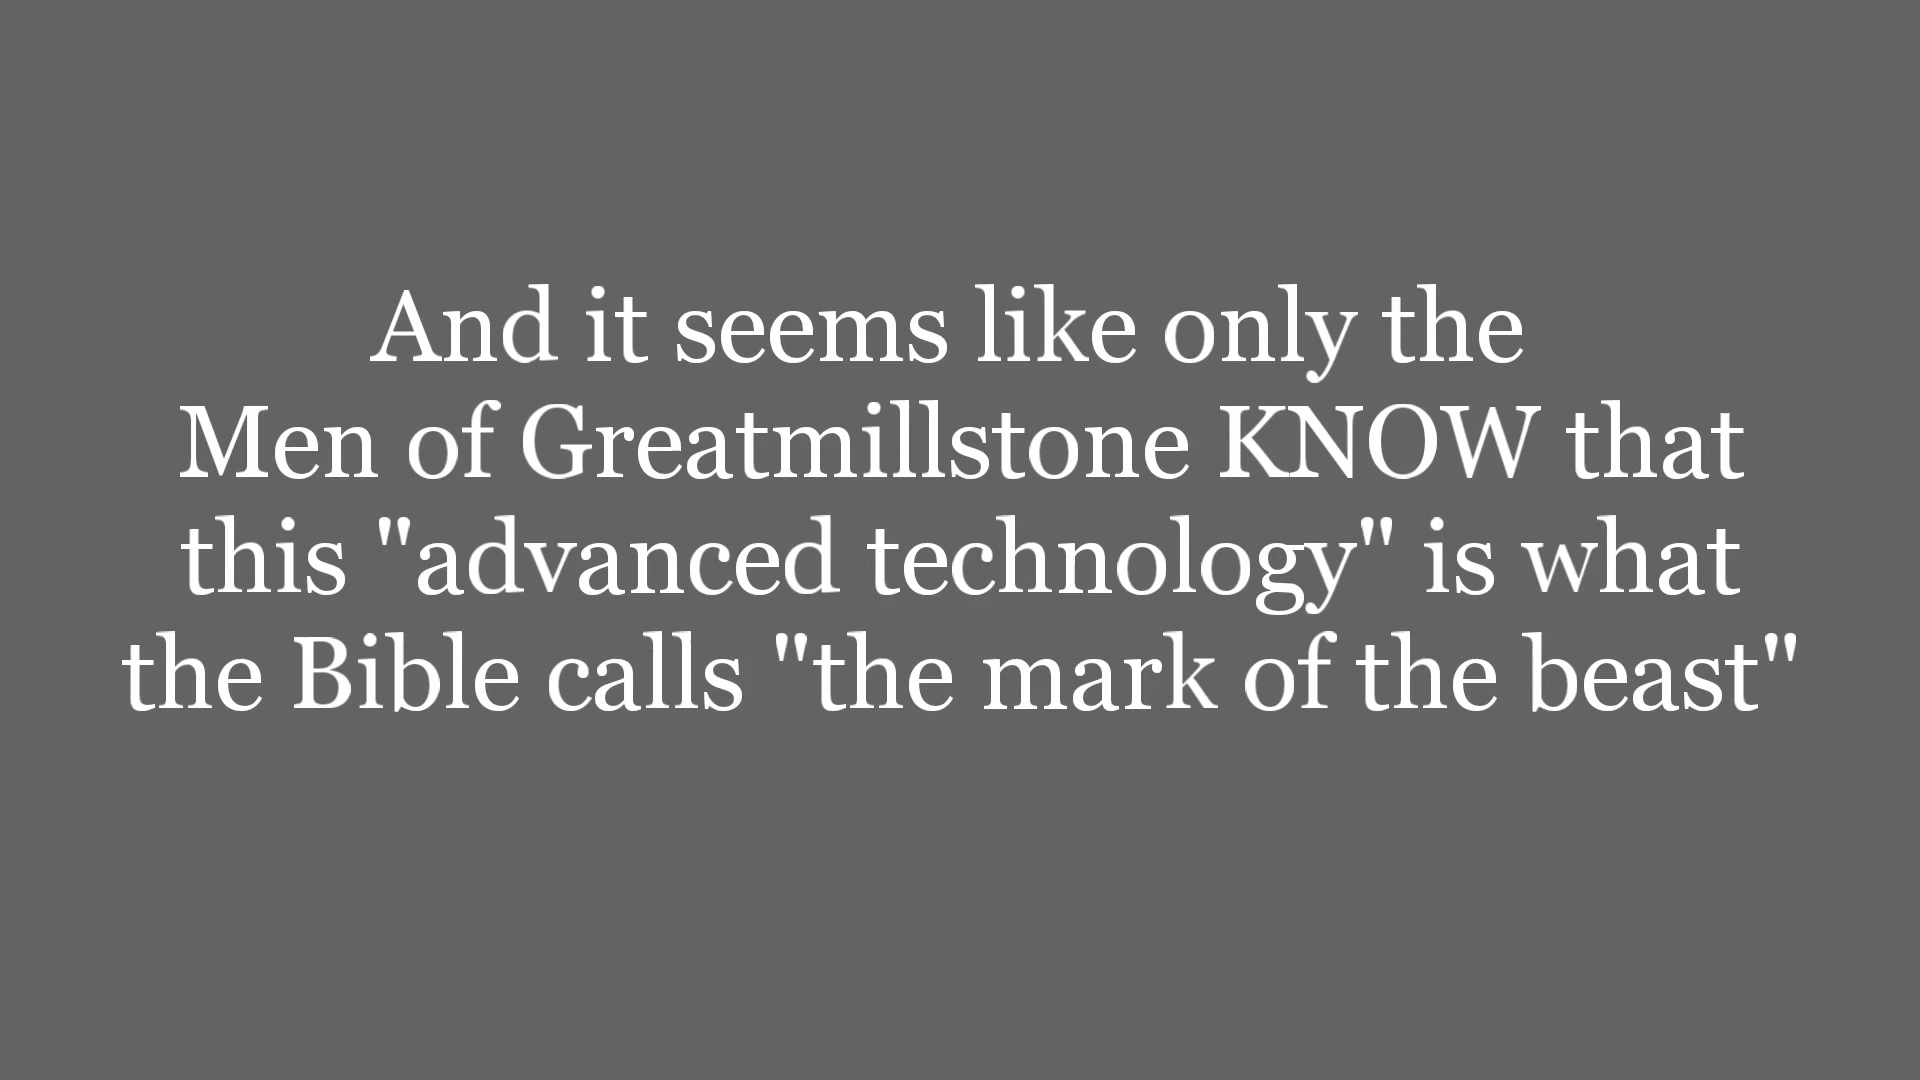 And it seems like only the
Men of Greatmillstone KNOW that
this "advanced technology" is what
the Bible calls "the mark of the beast"